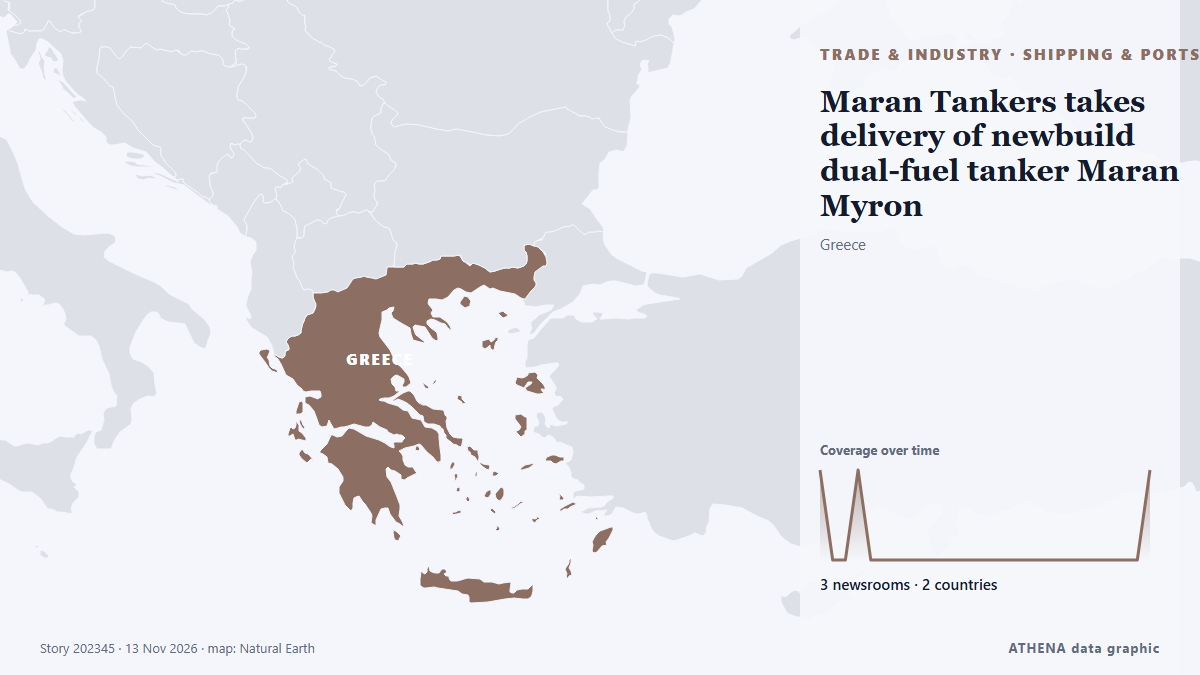 TRADE & INDUSTRY · SHIPPING & PORTS
Maran Tankers takes
delivery of newbuild
dual-fuel tanker Maran
Myron
Greece
GREECE
Coverage over time
3 newsrooms · 2 countries
Story 202345 · 13 Nov 2026 · map: Natural Earth
ATHENA data graphic